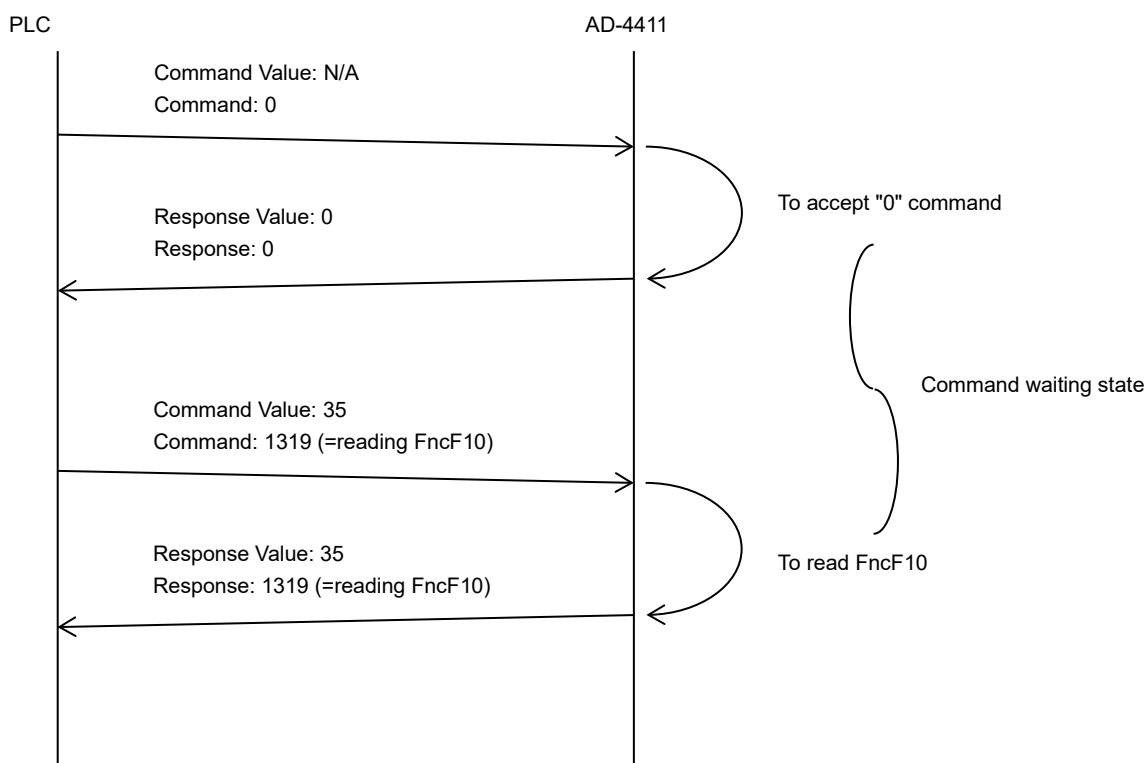 PLC
AD-4411
Command Value: N/A
Command: 0
To accept "0" command
Response Value: 0
Response: 0
Command waiting state
Command Value: 35
Command: 1319 (=reading FncF10)
Response Value: 35
Response: 1319 (=reading FncF10)
To read FncF10